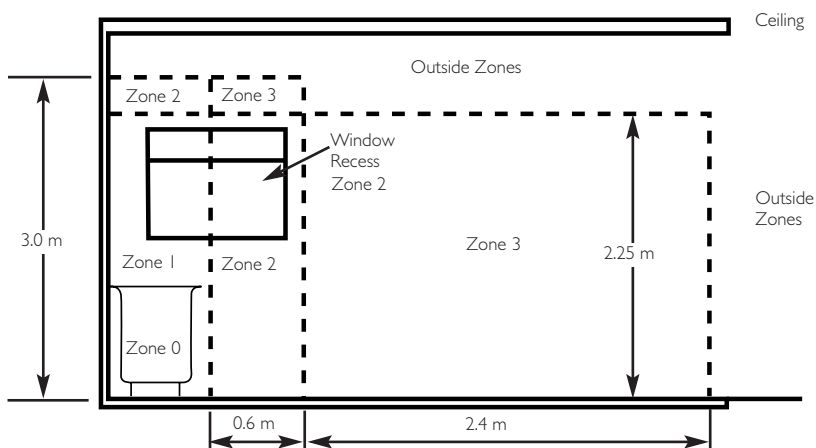 Ceiling
Outside Zones
Zone 2
Zone 3
Window
Recess
Zone 2
Outside
Zones
3.0 m
Zone 3
2.25 m
Zone I
Zone 2
Zone 0
0.6 m
2.4 m